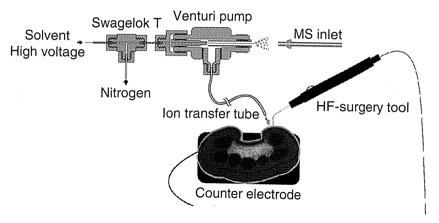 Solvent
High voltage
Swagelok T
Venturi pump
MS inlet
Nitrogen
Ion transfer tube
HF-surgery tool
Counter electrode